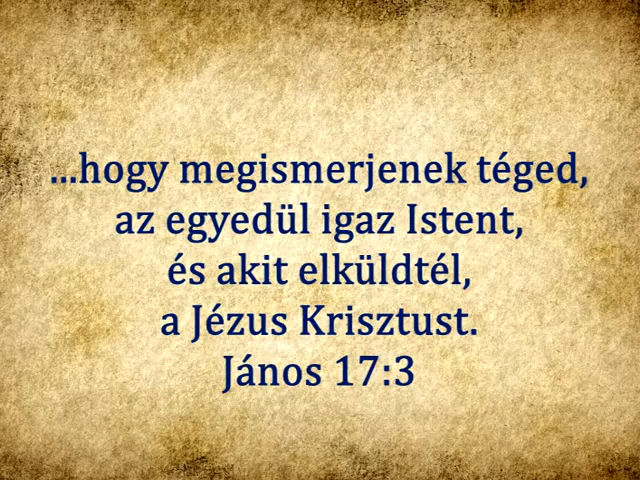 ...hogy megismerjenek téged,
az egyedül igaz Istent,
és akit elküldtél,
a Jézus Krisztust.
János 17:3